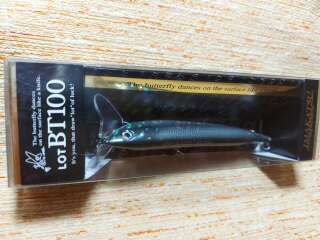 The butterfly dances
on the surface like a knife.
LOT BT100
It's you, that draw "lot"of luck!
The butterfly dances on the surface like